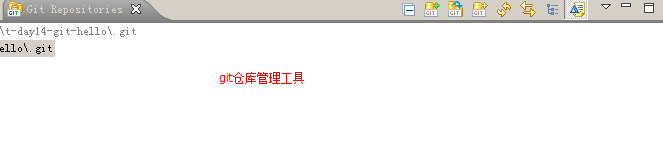 Git Repositories
\t-day14-git-hello\.git
ello\.git
git仓库管理工具